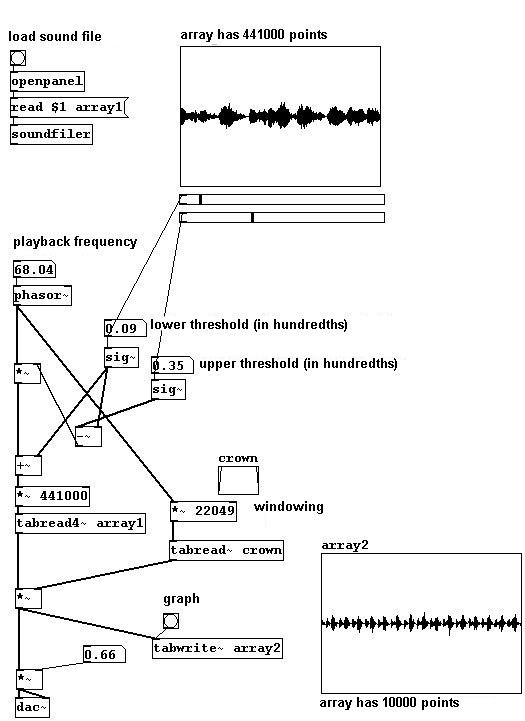 load sound file
array has 441000 points
openpanel
read $1 array1
soundfiler
playback frequency
68.04
phasor~
0.09 lower threshold (in hundredths)
sig~
0.35 upper threshold (in hundredths)
*~
sig~
-~
+~
crown
*~ 441000
*~ 22049
windowing
tabread4~ array1
array2
tabread~ crown
*~
graph
tabwrite~ array2
0.66
*~
array has 10000 points
dac~